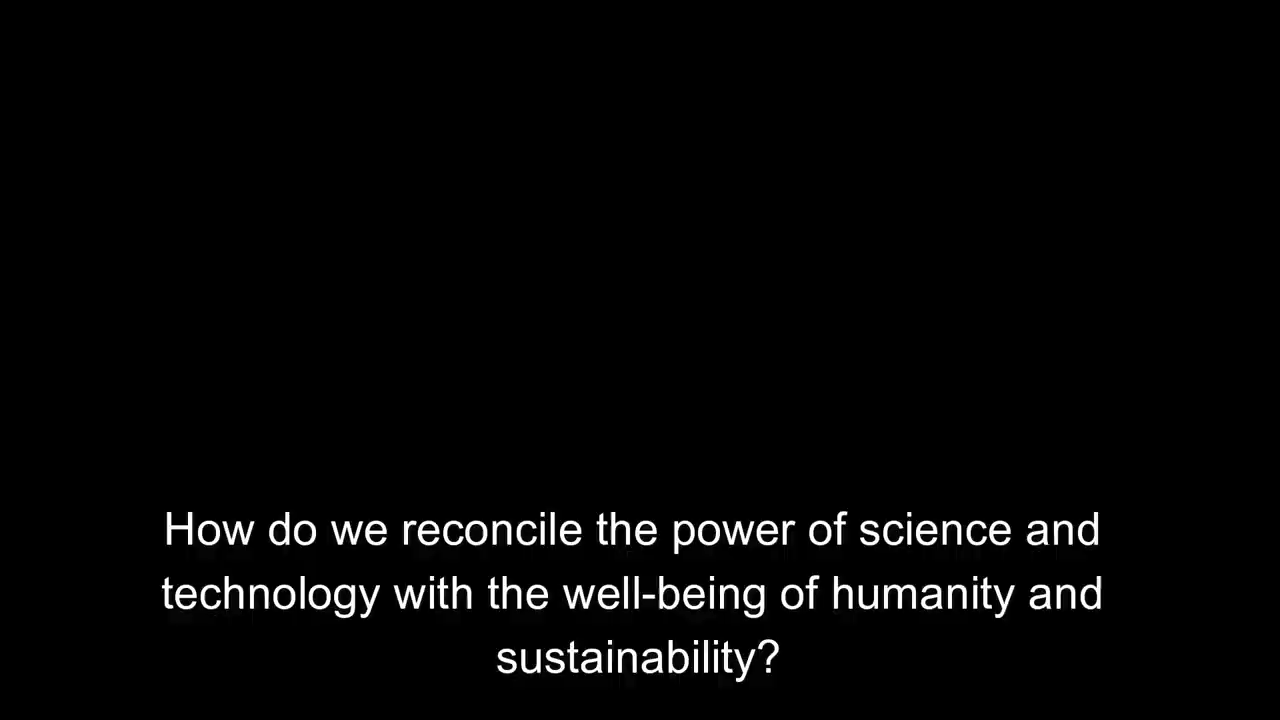 How do we reconcile the power of science and
technology with the well-being of humanity and
sustainability?